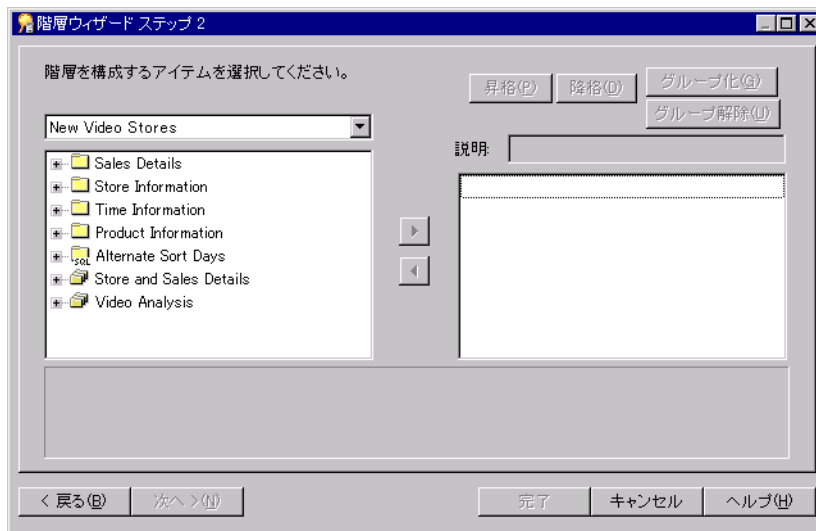 階層ウィザード ステップ 2
階層を構成するアイテムを選択してください。
昇格(P)
降格(D)
グループ化(G)
グループ解除(U)
New Video Stores
説明:
Sales Details
Store Information
Time Information
Product Information
SQL
Alternate Sort Days
Store and Sales Details
Video Analysis
< 戻る(B)
次へ >(N)
完了
キャンセル
ヘルプ(H)